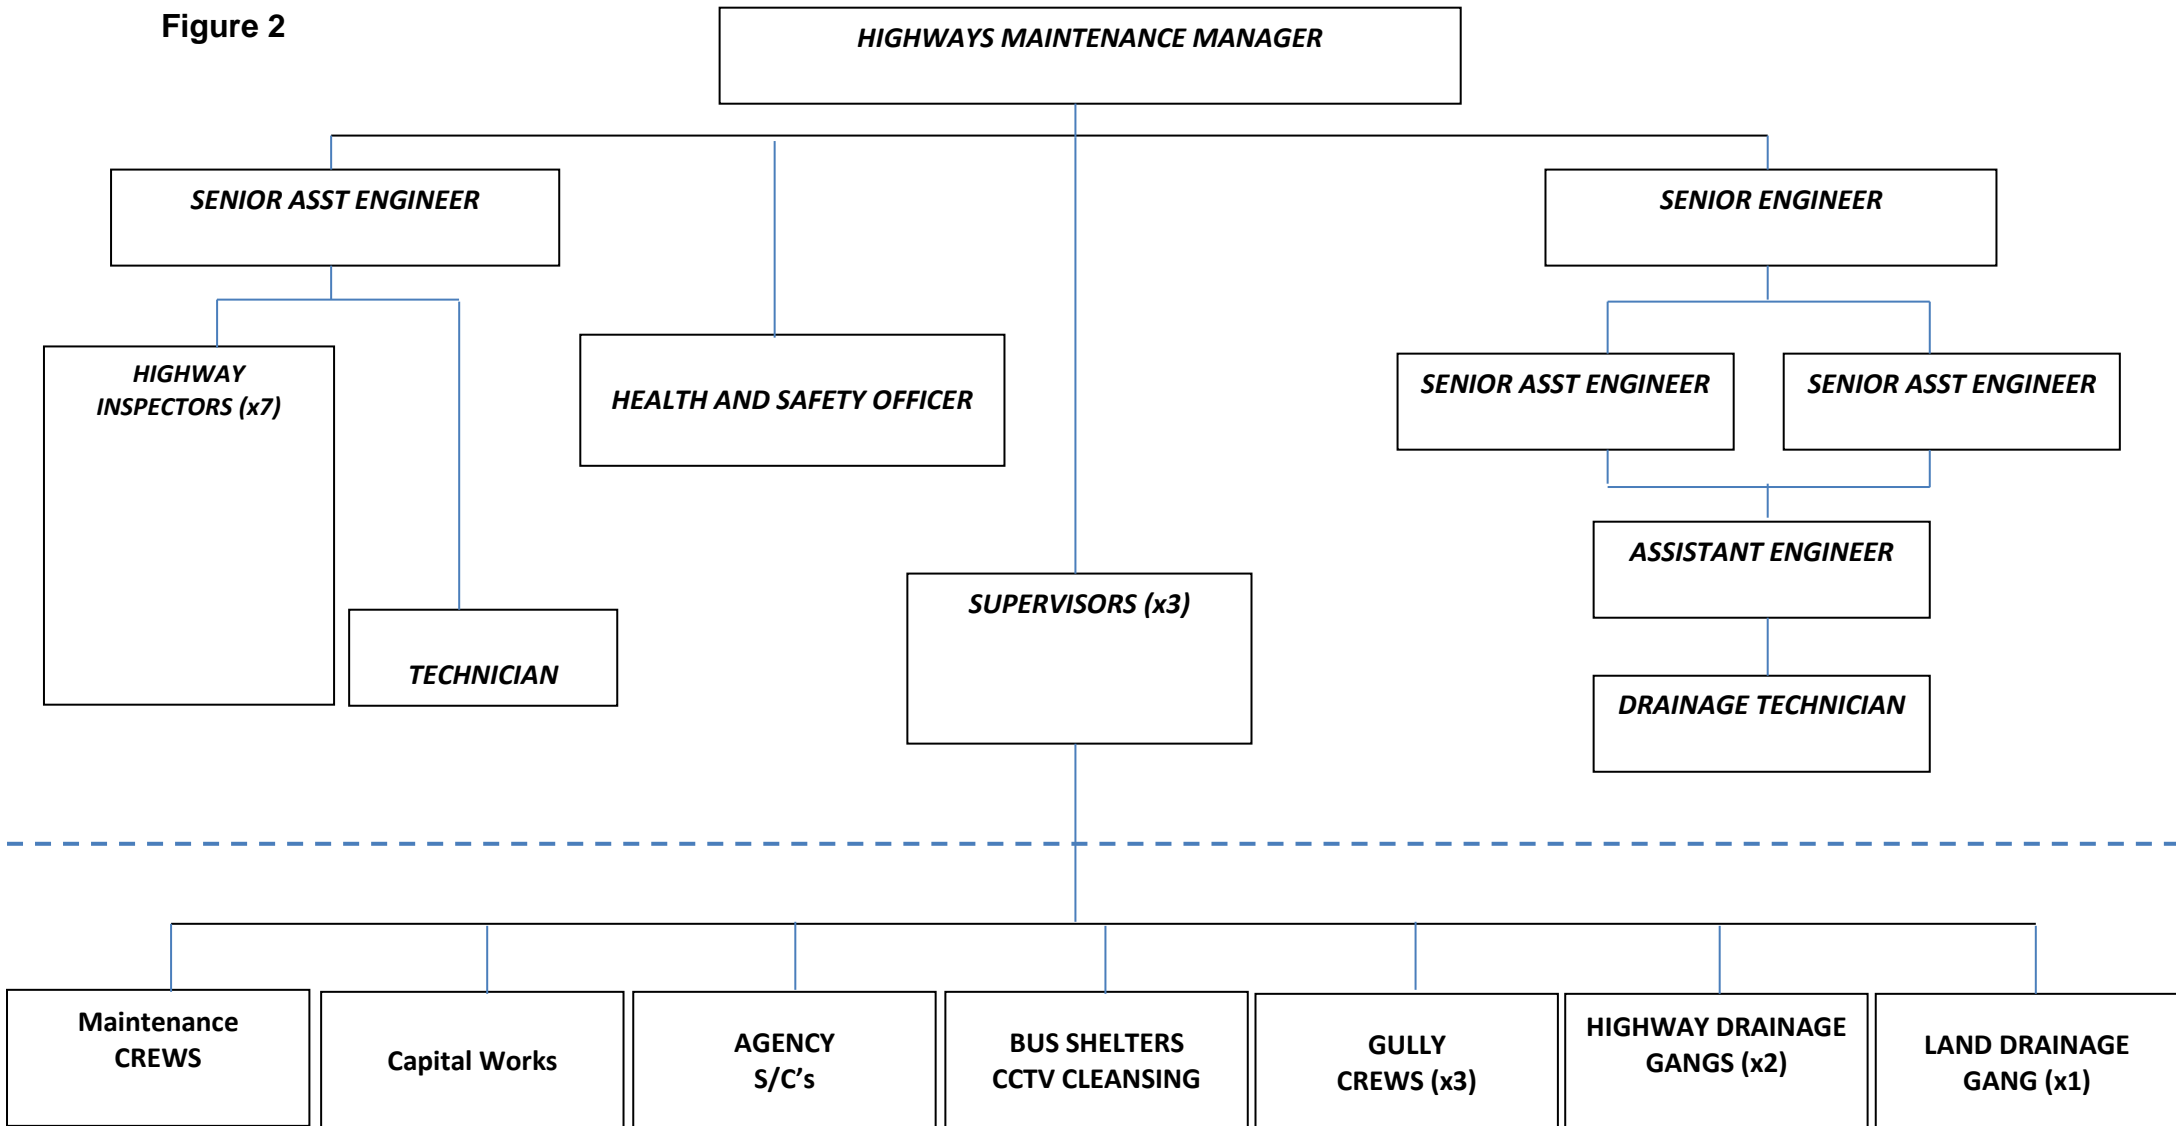 Figure 2
HIGHWAYS MAINTENANCE MANAGER
SENIOR ASST ENGINEER
SENIOR ENGINEER
HIGHWAY
INSPECTORS (x7)
HEALTH AND SAFETY OFFICER
SENIOR ASST ENGINEER
SENIOR ASST ENGINEER
ASSISTANT ENGINEER
SUPERVISORS (x3)
TECHNICIAN
DRAINAGE TECHNICIAN
Maintenance
CREWS
Capital Works
AGENCY
S/C’s
BUS SHELTERS
CCTV CLEANSING
GULLY
CREWS (x3)
HIGHWAY DRAINAGE
GANGS (x2)
LAND DRAINAGE
GANG (x1)